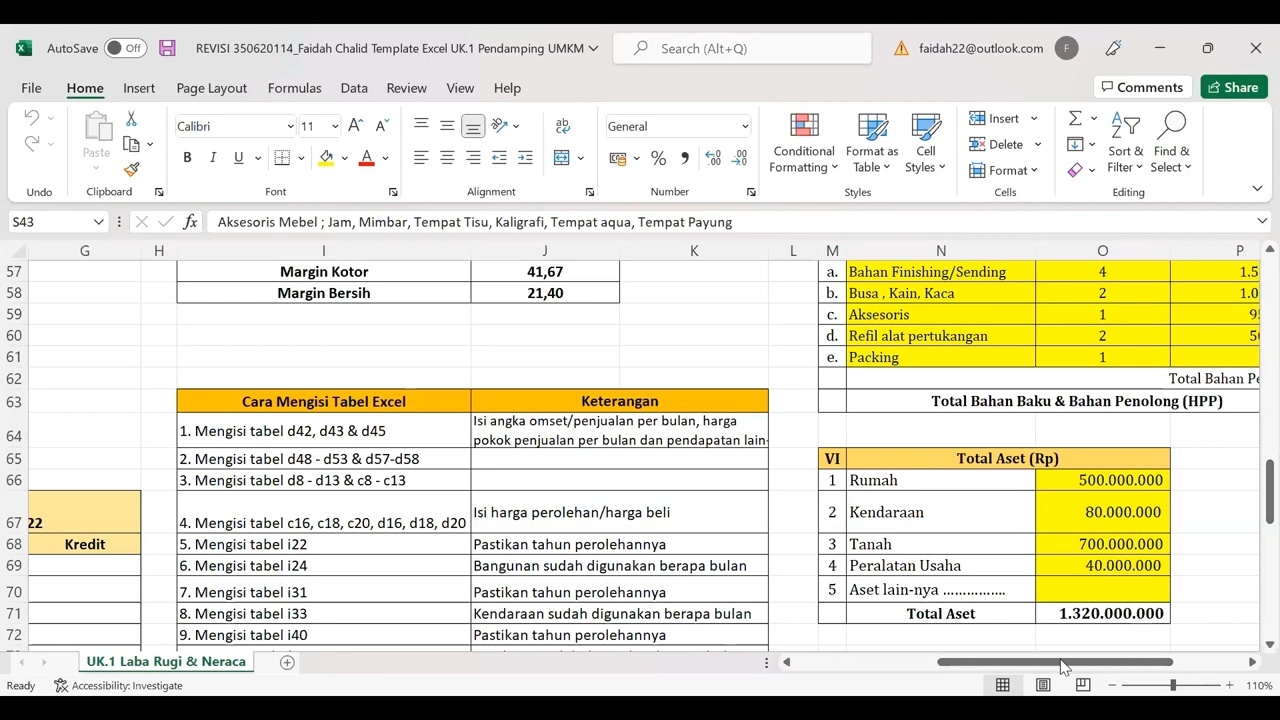 AutoSave Off REVISI 350620114_Faidah Chalid Template Excel UK.1 Pendamping UMKM Search (Alt+Q) faidah22@outlook.com F
File Home Insert Page Layout Formulas Data Review View Help Comments Share
Paste Calibri 11 General Conditional Formatting Format as Table Cell Styles Insert Delete Format Sort & Filter Find & Select
Undo Clipboard Font Alignment Number Styles Cells Editing
S43 fx Aksesoris Mebel ; Jam, Mimbar, Tempat Tisu, Kaligrafi, Tempat aqua, Tempat Payung
G H I J K L M N O P
57 Margin Kotor 41,67 a. Bahan Finishing/Sending 4 1.5
58 Margin Bersih 21,40 b. Busa , Kain, Kaca 2 1.0
59 c. Aksesoris 1 9
60 d. Refil alat pertukangan 2 5
61 e. Packing 1
62 Total Bahan Pe
63 Cara Mengisi Tabel Excel Keterangan Total Bahan Baku & Bahan Penolong (HPP)
64 1. Mengisi tabel d42, d43 & d45 Isi angka omset/penjualan per bulan, harga
pokok penjualan per bulan dan pendapatan lain-
65 2. Mengisi tabel d48 - d53 & d57-d58 VI Total Aset (Rp)
66 3. Mengisi tabel d8 - d13 & c8 - c13 1 Rumah 500.000.000
67 22 4. Mengisi tabel c16, c18, c20, d16, d18, d20 Isi harga perolehan/harga beli 2 Kendaraan 80.000.000
68 Kredit 5. Mengisi tabel i22 Pastikan tahun perolehannya 3 Tanah 700.000.000
69 6. Mengisi tabel i24 Bangunan sudah digunakan berapa bulan 4 Peralatan Usaha 40.000.000
70 7. Mengisi tabel i31 Pastikan tahun perolehannya 5 Aset lain-nya …………….
71 8. Mengisi tabel i33 Kendaraan sudah digunakan berapa bulan Total Aset 1.320.000.000
72 9. Mengisi tabel i40 Pastikan tahun perolehannya
UK.1 Laba Rugi & Neraca
Ready Accessibility: Investigate 110%